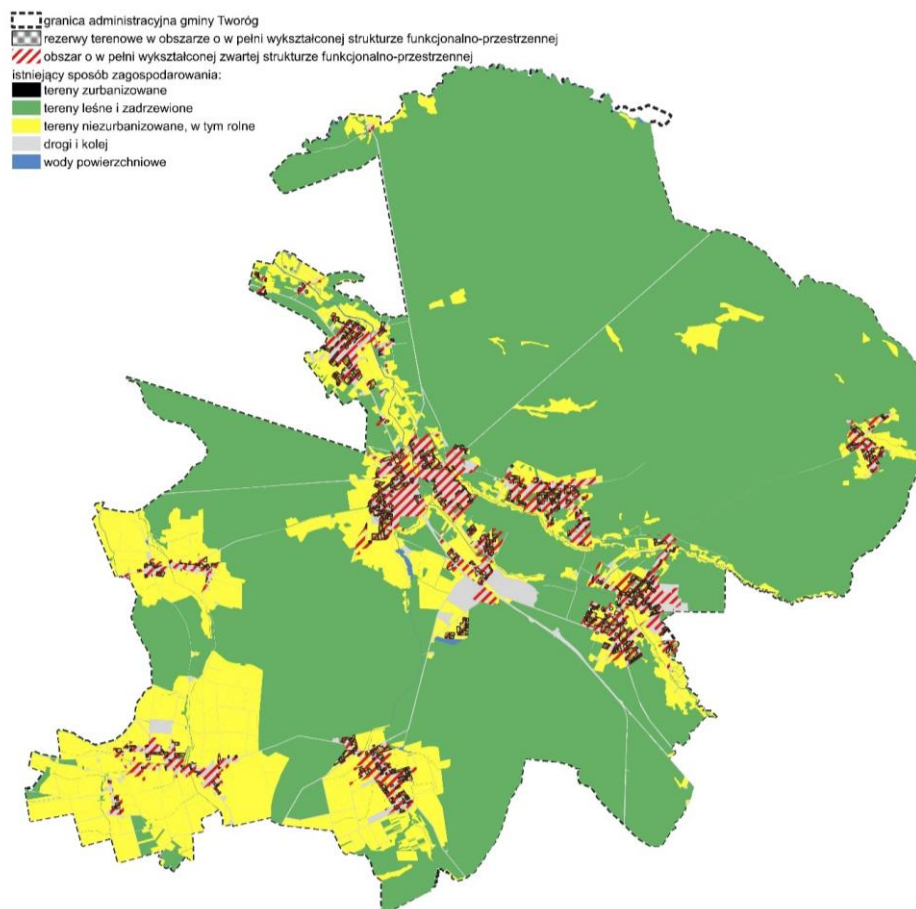 granica administracyjna gminy Tworóg
rezerwy terenowe w obszarze o w pełni wykształconej strukturze funkcjonalno-przestrzennej
obszar o w pełni wykształconej zwartej strukturze funkcjonalno-przestrzennej
istniejący sposób zagospodarowania:
tereny zurbanizowane
tereny leśne i zadrzewione
tereny niezurbanizowane, w tym rolne
drogi i kolej
wody powierzchniowe